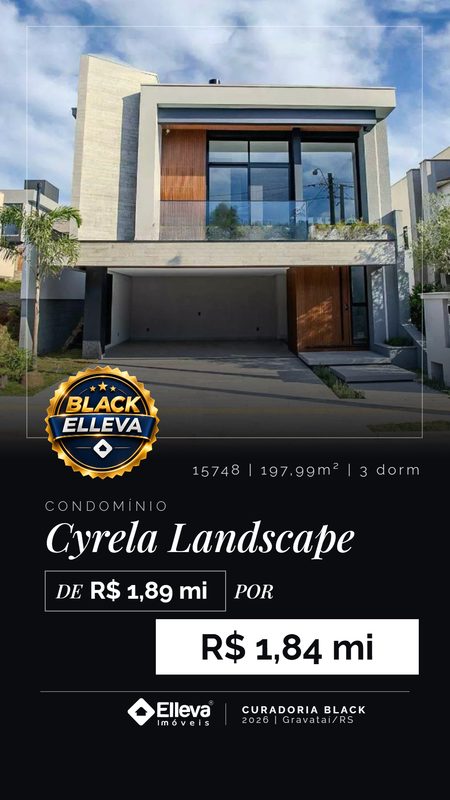 BLACK
ELLEVA
15748 | 197,99m² | 3 dorm
CONDOMÍNIO
Cyrela Landscape
DE R$ 1,89 mi POR
R$ 1,84 mi
Elleva®
Imóveis
CURADORIA BLACK
2026 | Gravataí/RS